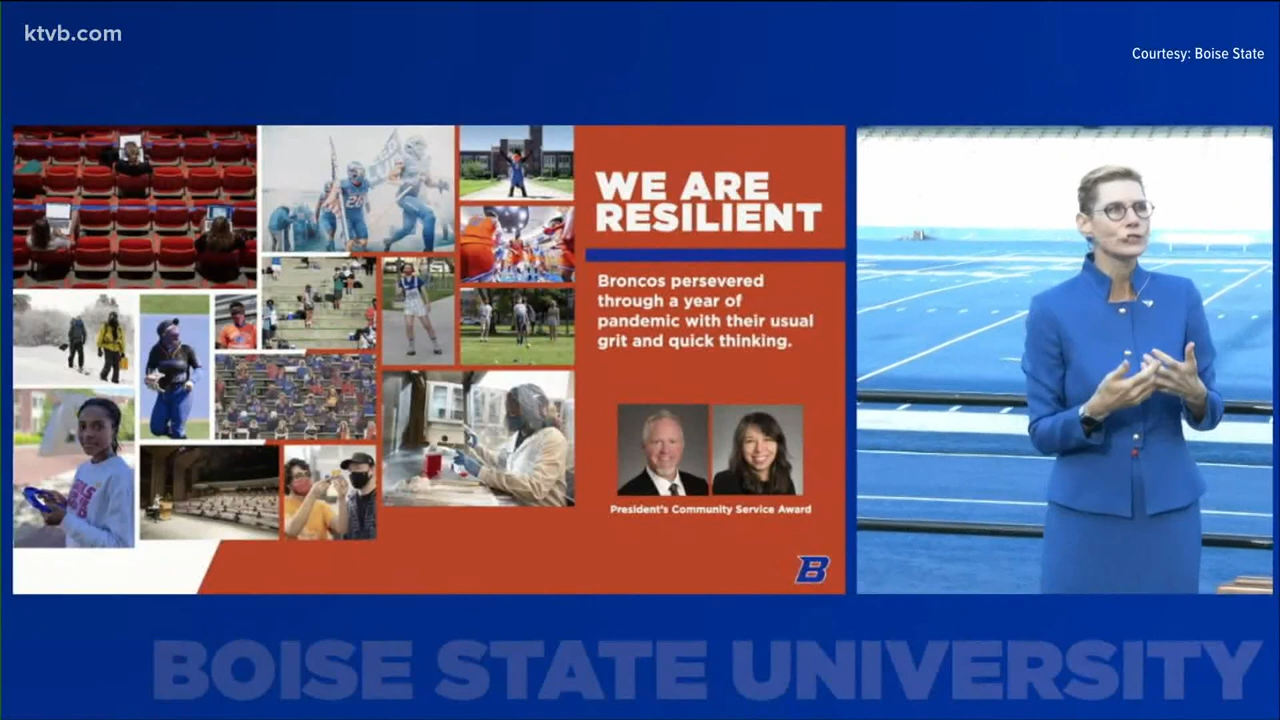 ktvb.com
Courtesy: Boise State
WE ARE
RESILIENT
Broncos persevered
through a year of
pandemic with their usual
grit and quick thinking.
President's Community Service Award
B
BOISE STATE UNIVERSITY